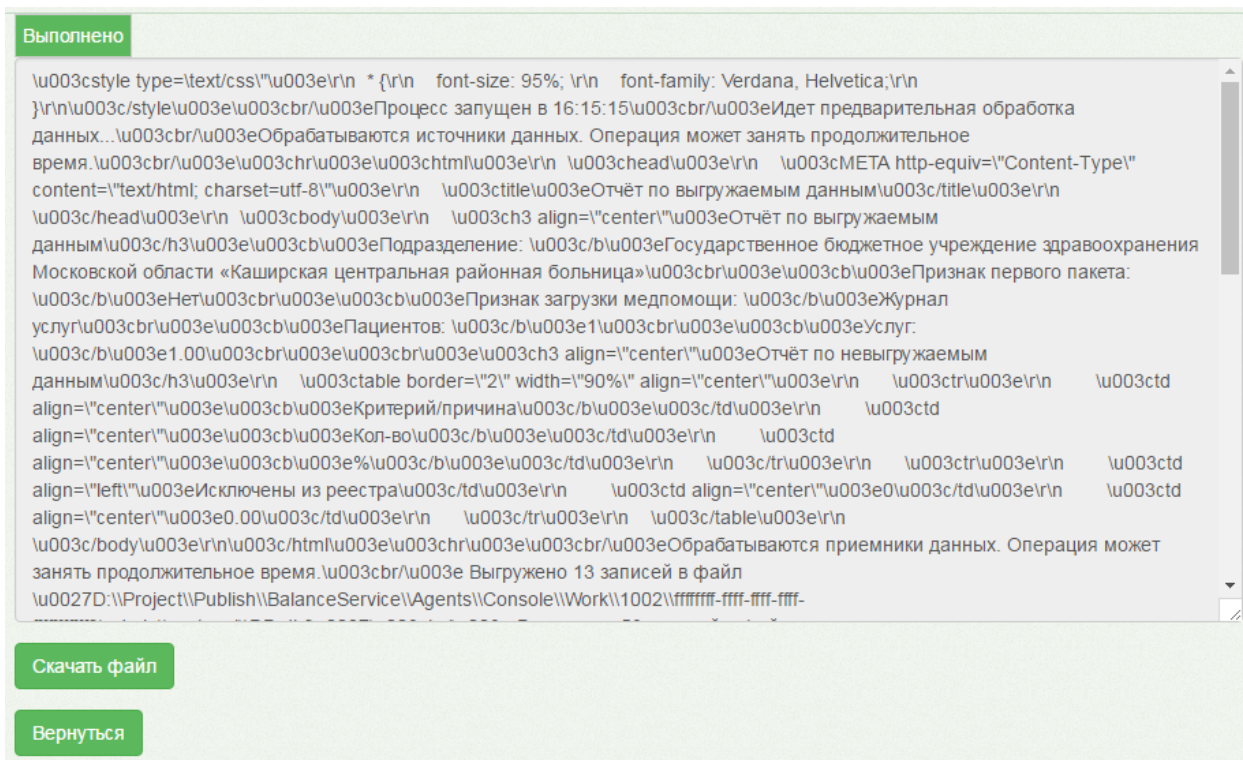 Выполнено
\u003cstyle type=\text/css\"\u003e\r\n * {\r\n font-size: 95%; \r\n font-family: Verdana, Helvetica;\r\n
}\r\n\u003c/style\u003e\u003cbr/\u003eПроцесс запущен в 16:15:15\u003cbr/\u003eИдет предварительная обработка
данных...\u003cbr/\u003eОбрабатываются источники данных. Операция может занять продолжительное
время.\u003cbr/\u003e\u003chr\u003e\u003chtml\u003e\r\n \u003chead\u003e\r\n \u003cMETA http-equiv=\"Content-Type\"
content=\"text/html; charset=utf-8\"\u003e\r\n \u003ctitle\u003eОтчёт по выгружаемым данным\u003c/title\u003e\r\n
\u003c/head\u003e\r\n \u003cbody\u003e\r\n \u003ch3 align=\"center\"\u003eОтчёт по выгружаемым
данным\u003c/h3\u003e\u003cb\u003eПодразделение: \u003c/b\u003eГосударственное бюджетное учреждение здравоохранения
Московской области «Каширская центральная районная больница»\u003cbr\u003e\u003cb\u003eПризнак первого пакета:
\u003c/b\u003eНет\u003cbr\u003e\u003cb\u003eПризнак загрузки медпомощи: \u003c/b\u003eЖурнал
услуг\u003cbr\u003e\u003cb\u003eПациентов: \u003c/b\u003e1\u003cbr\u003e\u003cb\u003eУслуг:
\u003c/b\u003e1.00\u003cbr\u003e\u003cbr\u003e\u003ch3 align=\"center\"\u003eОтчёт по невыгружаемым
данным\u003c/h3\u003e\r\n \u003ctable border=\"2\" width=\"90%\" align=\"center\"\u003e\r\n \u003ctr\u003e\r\n \u003ctd
align=\"center\"\u003e\u003cb\u003eКритерий/причина\u003c/b\u003e\u003c/td\u003e\r\n \u003ctd
align=\"center\"\u003e\u003cb\u003eКол-во\u003c/b\u003e\u003c/td\u003e\r\n \u003ctd
align=\"center\"\u003e\u003cb\u003e%\u003c/b\u003e\u003c/td\u003e\r\n \u003c/tr\u003e\r\n \u003ctr\u003e\r\n \u003ctd
align=\"left\"\u003eИсключены из реестра\u003c/td\u003e\r\n \u003ctd align=\"center\"\u003e0\u003c/td\u003e\r\n \u003ctd
align=\"center\"\u003e0.00\u003c/td\u003e\r\n \u003c/tr\u003e\r\n \u003c/table\u003e\r\n
\u003c/body\u003e\r\n\u003c/html\u003e\u003chr\u003e\u003cbr/\u003eОбрабатываются приемники данных. Операция может
занять продолжительное время.\u003cbr/\u003e Выгружено 13 записей в файл
\u0027D:\\Project\\Publish\\BalanceService\\Agents\\Console\\Work\\1002\\ffffffff-ffff-ffff-ffff-
Скачать файл
Вернуться